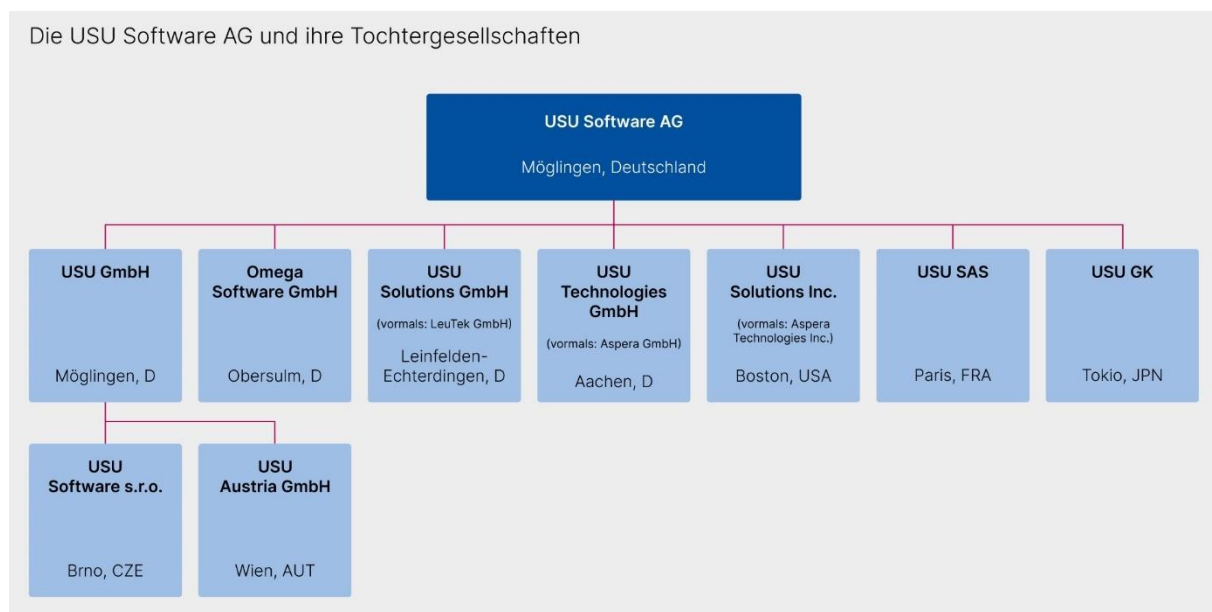 Die USU Software AG und ihre Tochtergesellschaften
USU Software AG
Möglingen, Deutschland
USU GmbH
Möglingen, D
Omega
Software GmbH
Obersulm, D
USU
Solutions GmbH
(vormals: LeuTek GmbH)
Leinfelden-
Echterdingen, D
USU
Technologies
GmbH
(vormals: Aspera GmbH)
Aachen, D
USU
Solutions Inc.
(vormals: Aspera
Technologies Inc.)
Boston, USA
USU SAS
Paris, FRA
USU GK
Tokio, JPN
USU
Software s.r.o.
Brno, CZE
USU
Austria GmbH
Wien, AUT